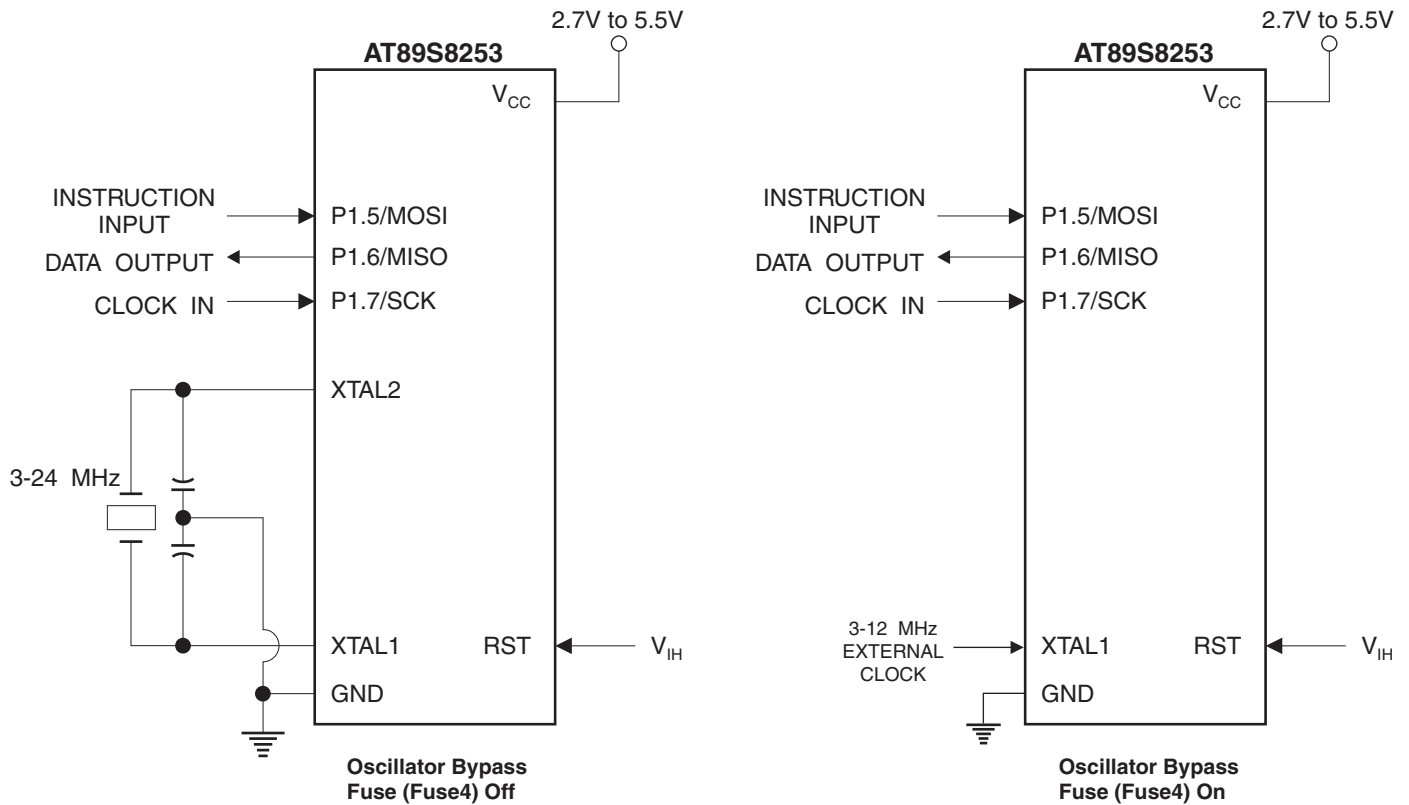 2.7V to 5.5V
AT89S8253
VCC
INSTRUCTION
INPUT
P1.5/MOSI
DATA OUTPUT
P1.6/MISO
CLOCK IN
P1.7/SCK
XTAL2
3-24 MHz
XTAL1
RST
VIH
GND
Oscillator Bypass
Fuse (Fuse4) Off
2.7V to 5.5V
AT89S8253
VCC
INSTRUCTION
INPUT
P1.5/MOSI
DATA OUTPUT
P1.6/MISO
CLOCK IN
P1.7/SCK
3-12 MHz
EXTERNAL
CLOCK
XTAL1
RST
VIH
GND
Oscillator Bypass
Fuse (Fuse4) On